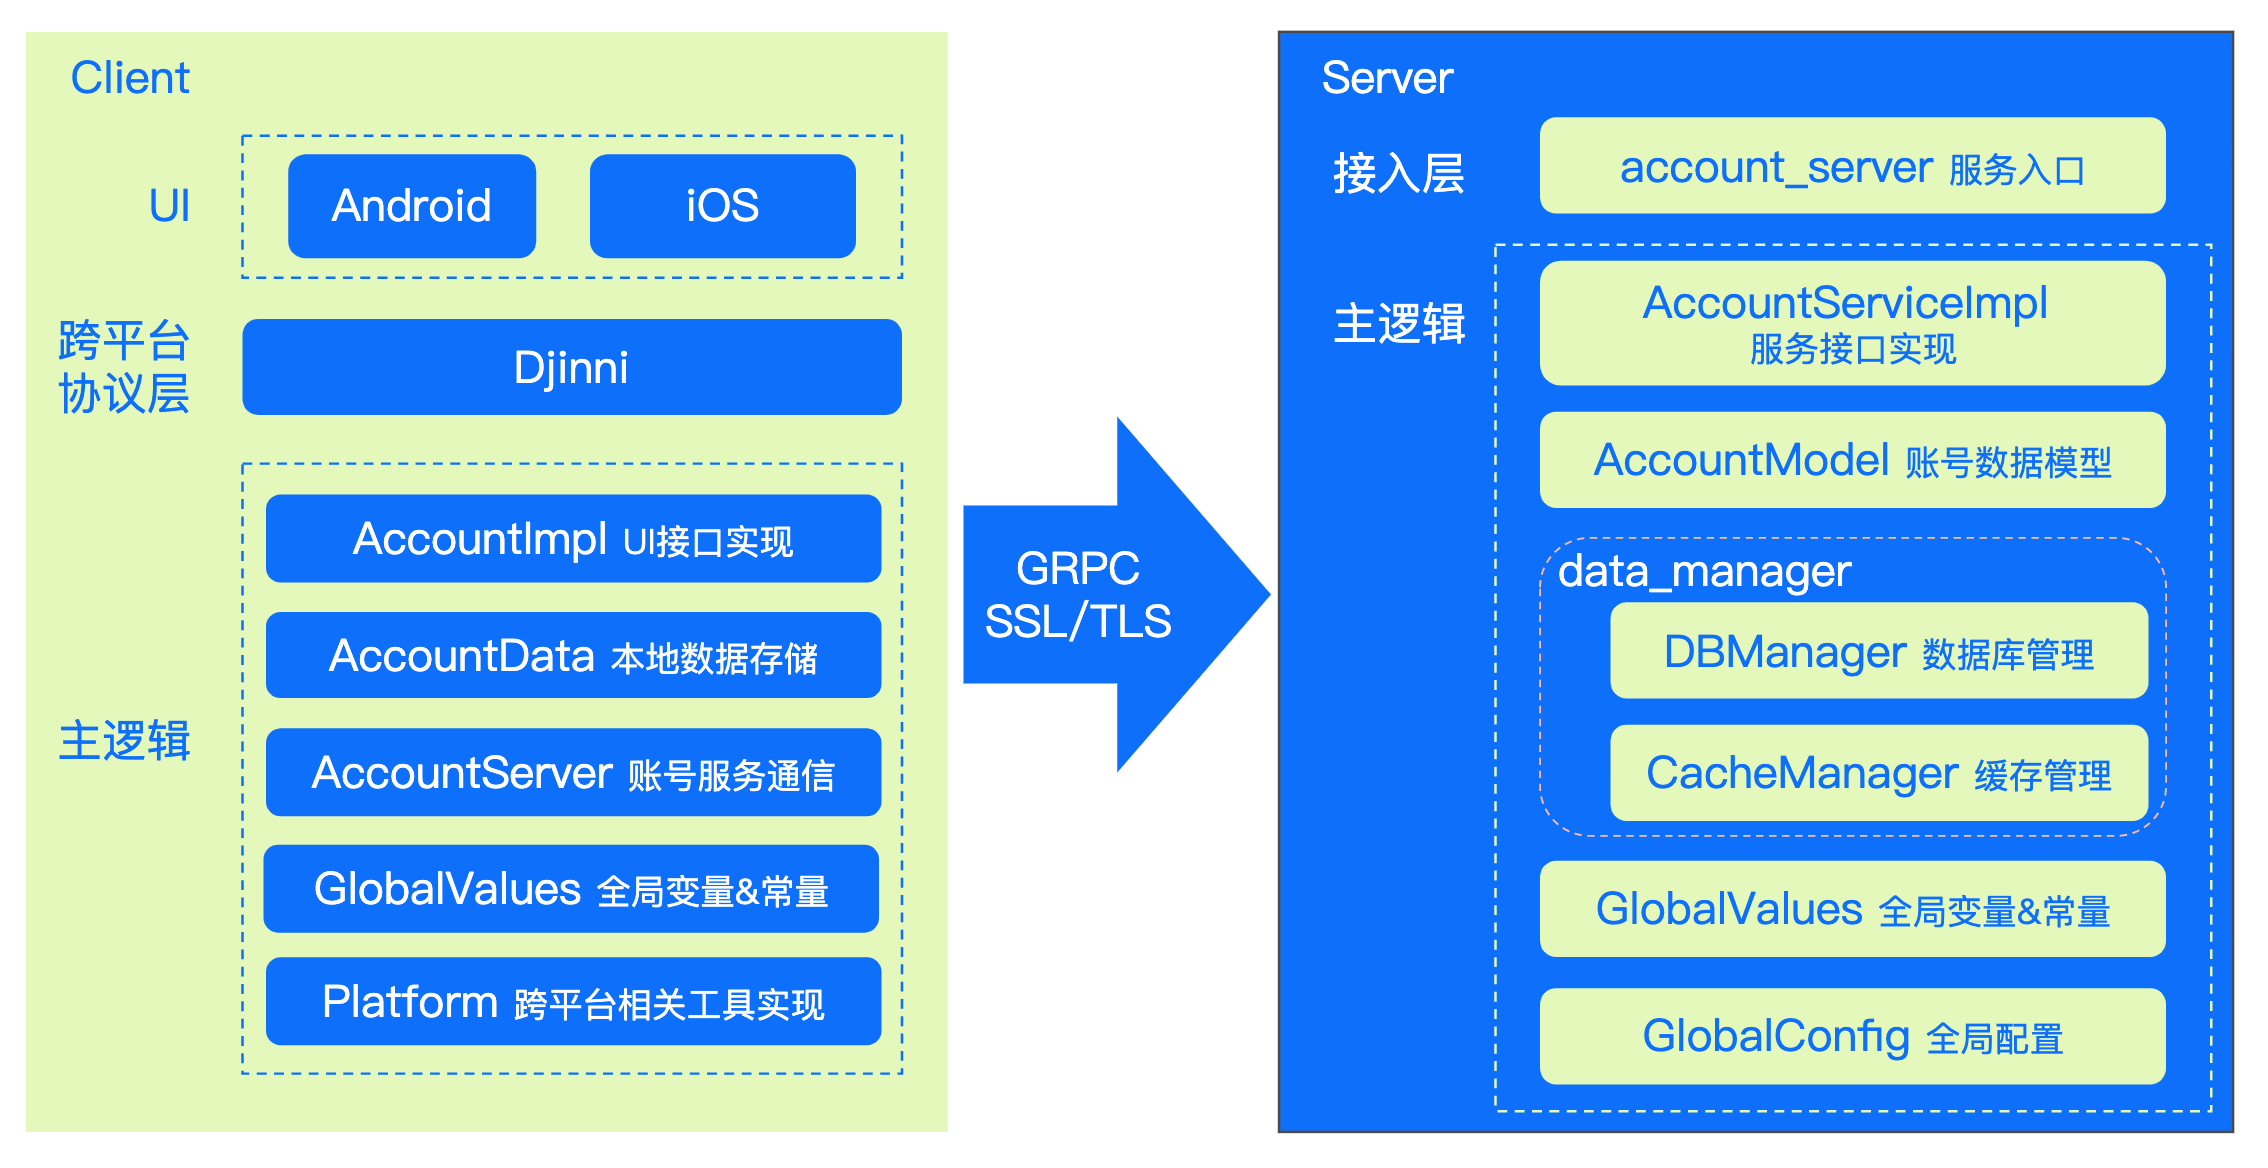 Client
UI
Android
iOS
跨平台
协议层
Djinni
主逻辑
AccountImpl UI接口实现
AccountData 本地数据存储
AccountServer 账号服务通信
GlobalValues 全局变量&常量
Platform 跨平台相关工具实现
GRPC
SSL/TLS
Server
接入层
account_server 服务入口
主逻辑
AccountServiceImpl
服务接口实现
AccountModel 账号数据模型
data_manager
DBManager 数据库管理
CacheManager 缓存管理
GlobalValues 全局变量&常量
GlobalConfig 全局配置